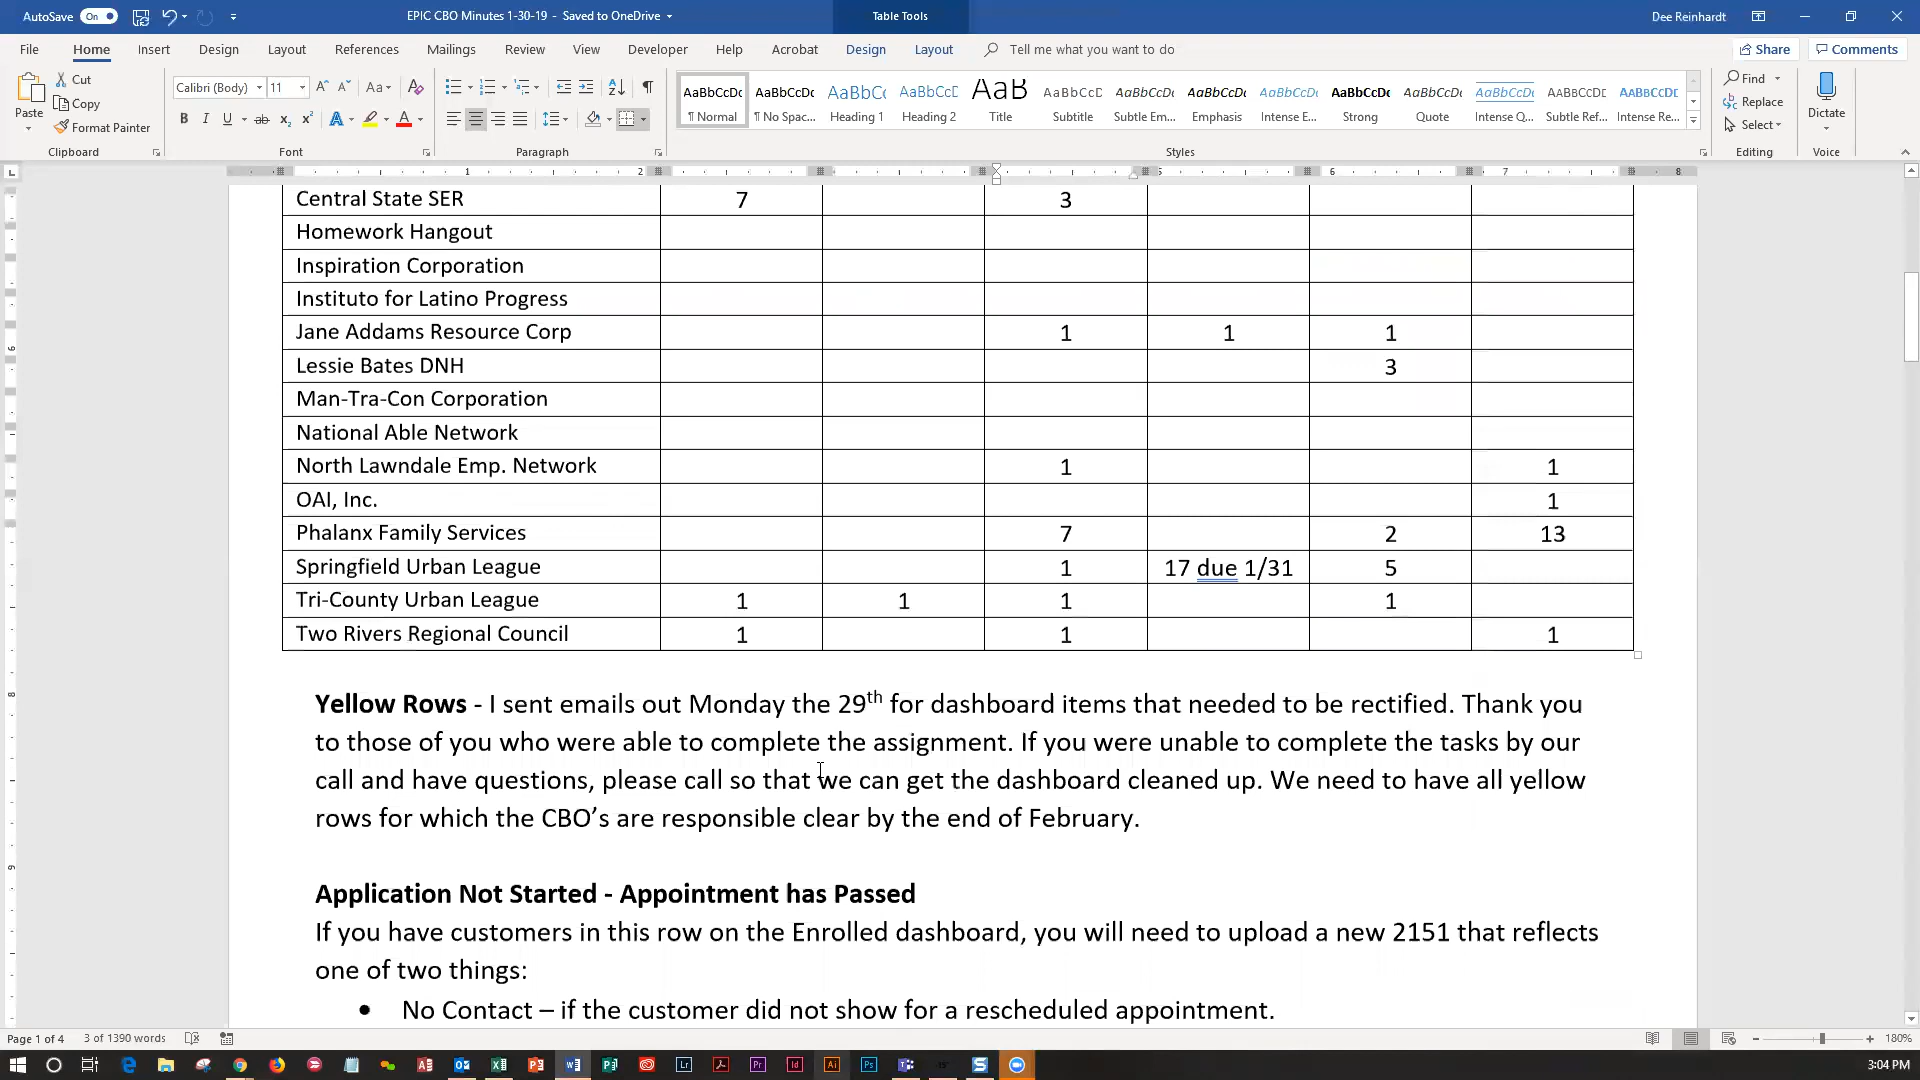 AutoSave On EPIC CBO Minutes 1-30-19 - Saved to OneDrive Table Tools Dee Reinhardt
File Home Insert Design Layout References Mailings Review View Developer Help Acrobat Design Layout Tell me what you want to do Share Comments
Paste Cut Copy Format Painter
Calibri (Body) 11
AaBbCcDc AaBbCcDc AaBbCc AaBbCcD AaB AaBbCcD AaBbCcDc AaBbCcDc AaBbCcDc AaBbCcDc AaBbCcDc AaBbCcDc AaBbCcDd AaBbCcDd
¶ Normal ¶ No Spac... Heading 1 Heading 2 Title Subtitle Subtle Em... Emphasis Intense E... Strong Quote Intense Q... Subtle Ref... Intense Re...
Find Replace Select Dictate
Clipboard Font Paragraph Styles Editing Voice
1 2 5 6 7 8
Central State SER 7 3
Homework Hangout
Inspiration Corporation
Instituto for Latino Progress
Jane Addams Resource Corp 1 1 1
Lessie Bates DNH 3
Man-Tra-Con Corporation
National Able Network
North Lawndale Emp. Network 1 1
OAI, Inc. 1
Phalanx Family Services 7 2 13
Springfield Urban League 1 17 due 1/31 5
Tri-County Urban League 1 1 1 1
Two Rivers Regional Council 1 1 1
Yellow Rows - I sent emails out Monday the 29th for dashboard items that needed to be rectified. Thank you
to those of you who were able to complete the assignment. If you were unable to complete the tasks by our
call and have questions, please call so that we can get the dashboard cleaned up. We need to have all yellow
rows for which the CBO’s are responsible clear by the end of February.
Application Not Started - Appointment has Passed
If you have customers in this row on the Enrolled dashboard, you will need to upload a new 2151 that reflects
one of two things:
• No Contact – if the customer did not show for a rescheduled appointment.
Page 1 of 4 3 of 1390 words 180%
3:04 PM